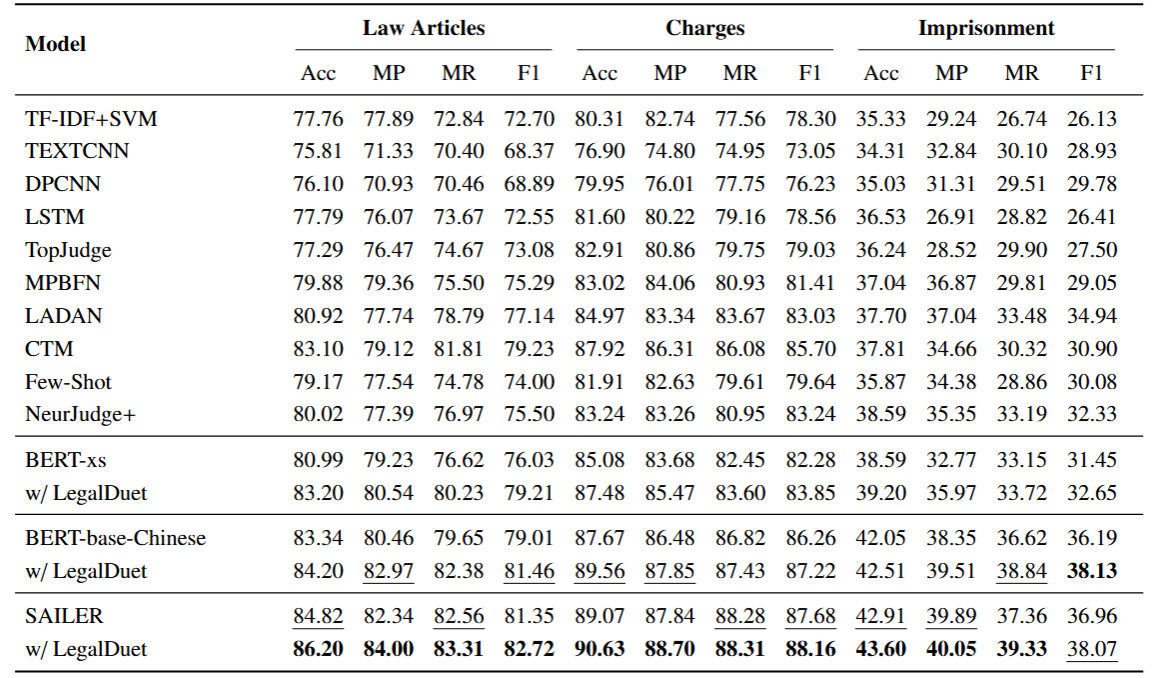 Model Law Articles Charges Imprisonment
Acc MP MR F1 Acc MP MR F1 Acc MP MR F1
TF-IDF+SVM 77.76 77.89 72.84 72.70 80.31 82.74 77.56 78.30 35.33 29.24 26.74 26.13
TEXTCNN 75.81 71.33 70.40 68.37 76.90 74.80 74.95 73.05 34.31 32.84 30.10 28.93
DPCNN 76.10 70.93 70.46 68.89 79.95 76.01 77.75 76.23 35.03 31.31 29.51 29.78
LSTM 77.79 76.07 73.67 72.55 81.60 80.22 79.16 78.56 36.53 26.91 28.82 26.41
TopJudge 77.29 76.47 74.67 73.08 82.91 80.86 79.75 79.03 36.24 28.52 29.90 27.50
MPBFN 79.88 79.36 75.50 75.29 83.02 84.06 80.93 81.41 37.04 36.87 29.81 29.05
LADAN 80.92 77.74 78.79 77.14 84.97 83.34 83.67 83.03 37.70 37.04 33.48 34.94
CTM 83.10 79.12 81.81 79.23 87.92 86.31 86.08 85.70 37.81 34.66 30.32 30.90
Few-Shot 79.17 77.54 74.78 74.00 81.91 82.63 79.61 79.64 35.87 34.38 28.86 30.08
NeurJudge+ 80.02 77.39 76.97 75.50 83.24 83.26 80.95 83.24 38.59 35.35 33.19 32.33
BERT-xs 80.99 79.23 76.62 76.03 85.08 83.68 82.45 82.28 38.59 32.77 33.15 31.45
w/ LegalDuet 83.20 80.54 80.23 79.21 87.48 85.47 83.60 83.85 39.20 35.97 33.72 32.65
BERT-base-Chinese 83.34 80.46 79.65 79.01 87.67 86.48 86.82 86.26 42.05 38.35 36.62 36.19
w/ LegalDuet 84.20 82.97 82.38 81.46 89.56 87.85 87.43 87.22 42.51 39.51 38.84 38.13
SAILER 84.82 82.34 82.56 81.35 89.07 87.84 88.28 87.68 42.91 39.89 37.36 36.96
w/ LegalDuet 86.20 84.00 83.31 82.72 90.63 88.70 88.31 88.16 43.60 40.05 39.33 38.07